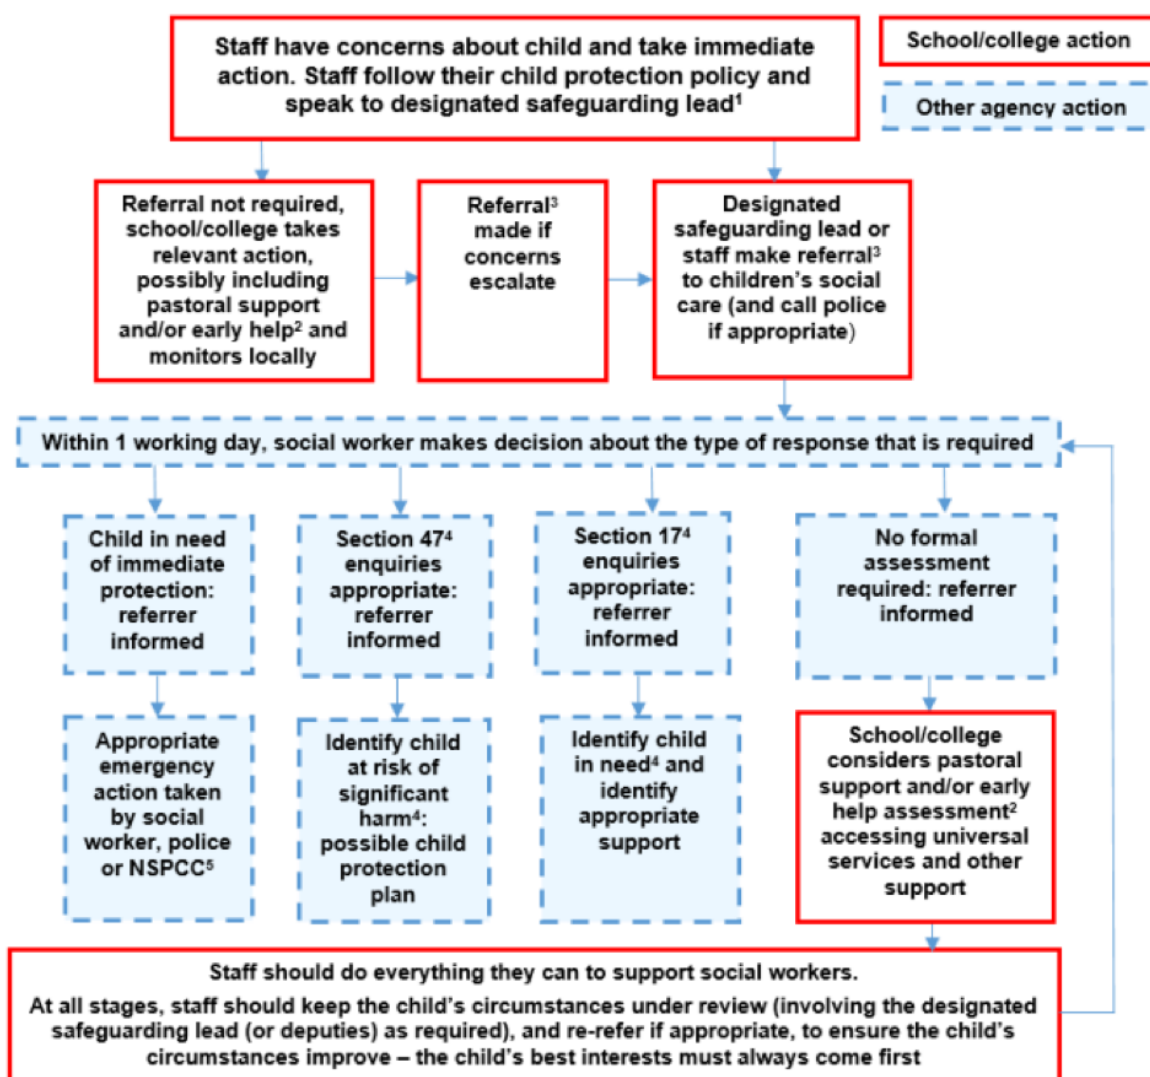 Staff have concerns about child and take immediate
action. Staff follow their child protection policy and
speak to designated safeguarding lead¹
School/college action
Other agency action
Referral not required,
school/college takes
relevant action,
possibly including
pastoral support
and/or early help² and
monitors locally
Referral³
made if
concerns
escalate
Designated
safeguarding lead or
staff make referral³
to children’s social
care (and call police
if appropriate)
Within 1 working day, social worker makes decision about the type of response that is required
Child in need
of immediate
protection:
referrer
informed
Section 47⁴
enquiries
appropriate:
referrer
informed
Section 17⁴
enquiries
appropriate:
referrer
informed
No formal
assessment
required: referrer
informed
Appropriate
emergency
action taken
by social
worker, police
or NSPCC⁵
Identify child
at risk of
significant
harm⁴:
possible child
protection
plan
Identify child
in need⁴ and
identify
appropriate
support
School/college
considers pastoral
support and/or early
help assessment²
accessing universal
services and other
support
Staff should do everything they can to support social workers.
At all stages, staff should keep the child’s circumstances under review (involving the designated
safeguarding lead (or deputies) as required), and re-refer if appropriate, to ensure the child’s
circumstances improve – the child’s best interests must always come first